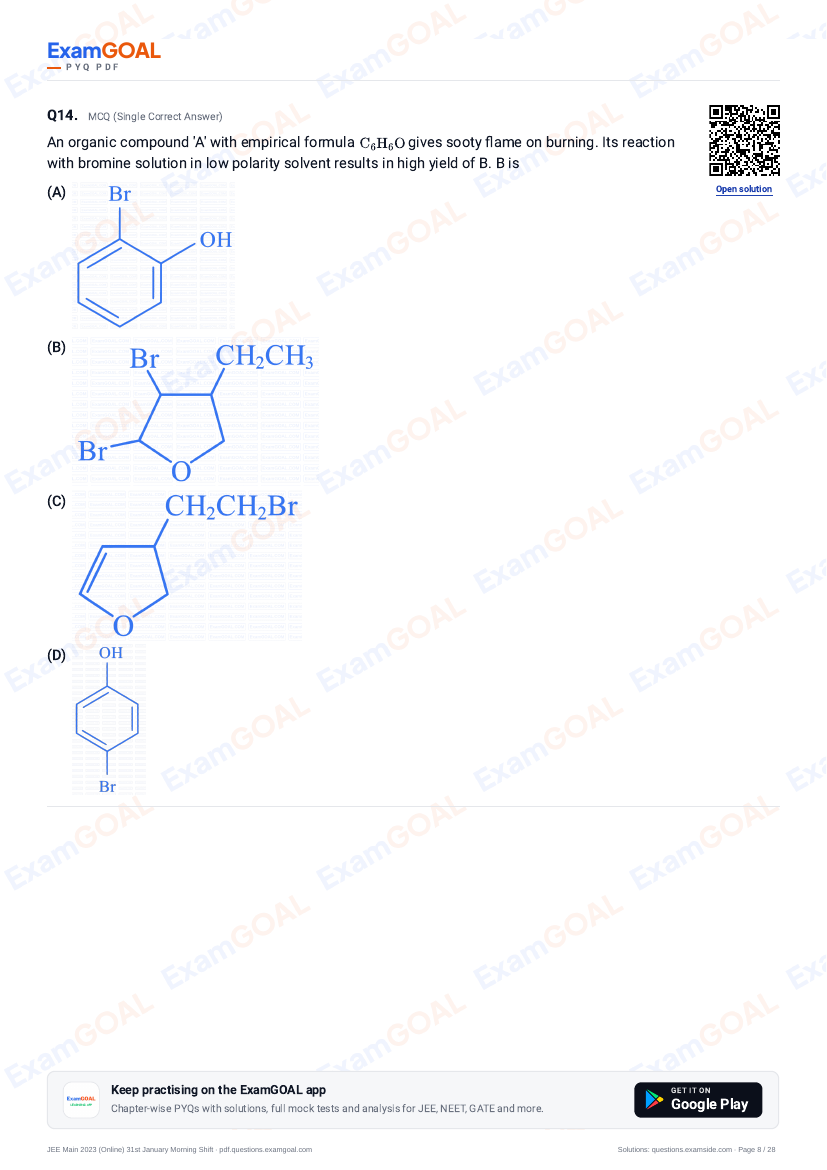 ExamGOAL
PYQ PDF
Q14. MCQ (Single Correct Answer)
An organic compound 'A' with empirical formula C₆H₆O gives sooty flame on burning. Its reaction
with bromine solution in low polarity solvent results in high yield of B. B is
Open solution
(A)
Br
OH
(B)
Br
CH₂CH₃
Br
O
(C)
CH₂CH₂Br
O
(D)
OH
Br
Keep practising on the ExamGOAL app
Chapter-wise PYQs with solutions, full mock tests and analysis for JEE, NEET, GATE and more.
ExamGOAL
GET IT ON
Google Play
JEE Main 2023 (Online) 31st January Morning Shift · pdf.questions.examgoal.com
Solutions: questions.examside.com · Page 8 / 28